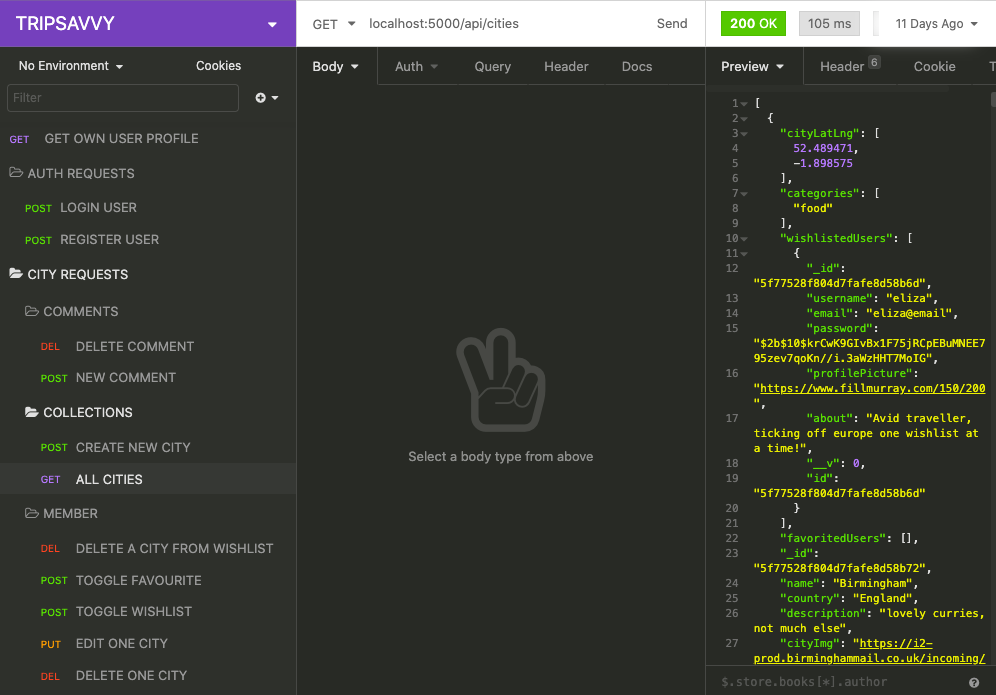 TRIPSAVVY
No Environment
Cookies
Filter
GET GET OWN USER PROFILE
AUTH REQUESTS
POST LOGIN USER
POST REGISTER USER
CITY REQUESTS
COMMENTS
DEL DELETE COMMENT
POST NEW COMMENT
COLLECTIONS
POST CREATE NEW CITY
GET ALL CITIES
MEMBER
DEL DELETE A CITY FROM WISHLIST
POST TOGGLE FAVOURITE
POST TOGGLE WISHLIST
PUT EDIT ONE CITY
DEL DELETE ONE CITY
GET localhost:5000/api/cities Send
Body Auth Query Header Docs
Select a body type from above
200 OK 105 ms 11 Days Ago
Preview Header 6 Cookie T
1 [
2 {
3 "cityLatLng": [
4 52.489471,
5 -1.898575
6 ],
7 "categories": [
8 "food"
9 ],
10 "wishlistedUsers": [
11 {
12 "_id":
"5f77528f804d7fafe8d58b6d",
13 "username": "eliza",
14 "email": "eliza@email",
15 "password":
"$2b$10$krCwK9GIvBx1F75jRCpEBuMNEE7
95zev7qoKn//i.3aWzHHT7MoIG",
16 "profilePicture":
"https://www.fillmurray.com/150/200
",
17 "about": "Avid traveller,
ticking off europe one wishlist at
a time!",
18 "__v": 0,
19 "id":
"5f77528f804d7fafe8d58b6d"
20 }
21 ],
22 "favoritedUsers": [],
23 "_id":
"5f77528f804d7fafe8d58b72",
24 "name": "Birmingham",
25 "country": "England",
26 "description": "lovely curries,
not much else",
27 "cityImg": "https://i2-
prod.birminghammail.co.uk/incoming/
$.store.books[*].author